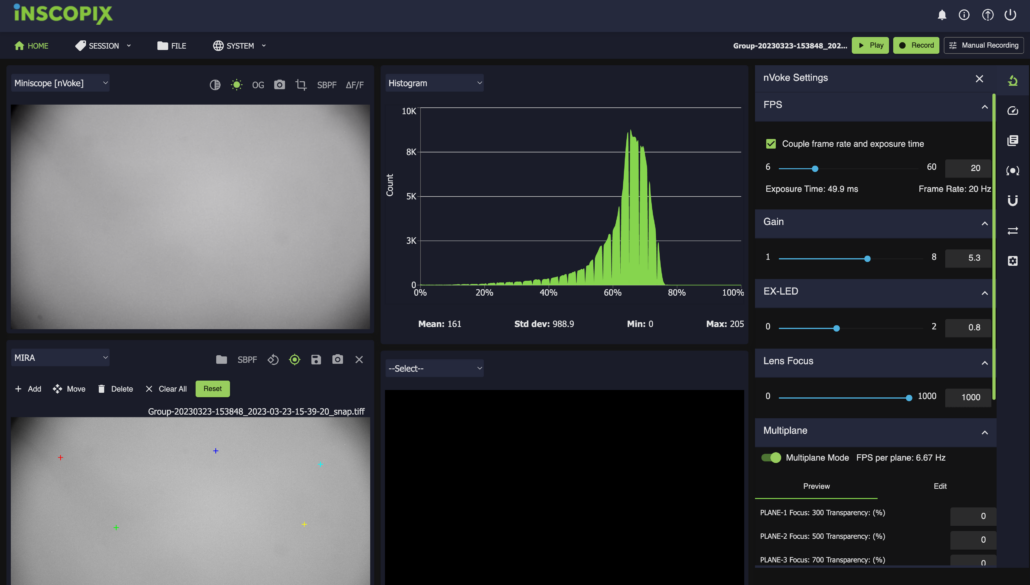 iNSCOPIX
HOME
SESSION
FILE
SYSTEM
Group-20230323-153848_202...
Play
Record
Manual Recording
Miniscope [nVoke]
OG
SBPF
ΔF/F
Histogram
10K
8K
5K
3K
0
Count
0%
20%
40%
60%
80%
100%
Mean: 161
Std dev: 988.9
Min: 0
Max: 205
nVoke Settings
FPS
Couple frame rate and exposure time
6
60
20
Exposure Time: 49.9 ms
Frame Rate: 20 Hz
Gain
1
8
5.3
EX-LED
0
2
0.8
Lens Focus
0
1000
1000
Multiplane
Multiplane Mode
FPS per plane: 6.67 Hz
Preview
Edit
PLANE-1 Focus: 300 Transparency: (%)
0
PLANE-2 Focus: 500 Transparency: (%)
0
PLANE-3 Focus: 700 Transparency: (%)
0
MIRA
SBPF
Add
Move
Delete
Clear All
Reset
Group-20230323-153848_2023-03-23-15-39-20_snap.tiff
--Select--